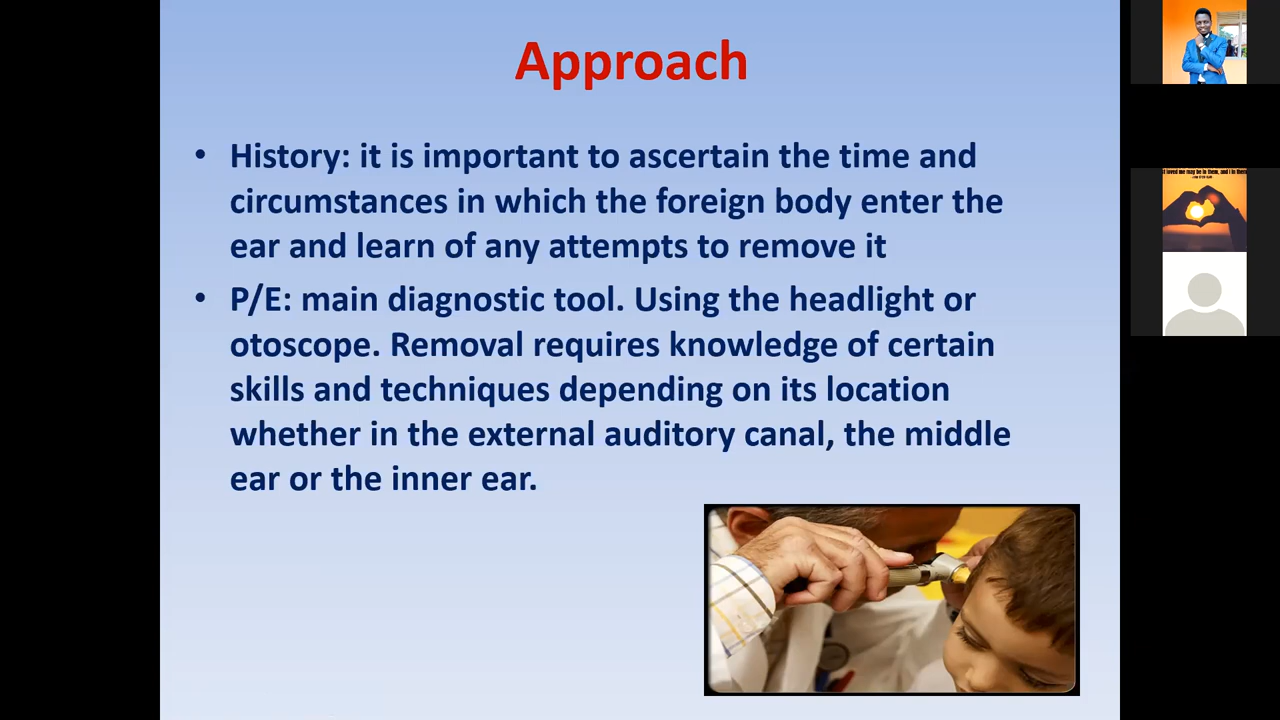 Approach
• History: it is important to ascertain the time and
circumstances in which the foreign body enter the
ear and learn of any attempts to remove it
• P/E: main diagnostic tool. Using the headlight or
otoscope. Removal requires knowledge of certain
skills and techniques depending on its location
whether in the external auditory canal, the middle
ear or the inner ear.